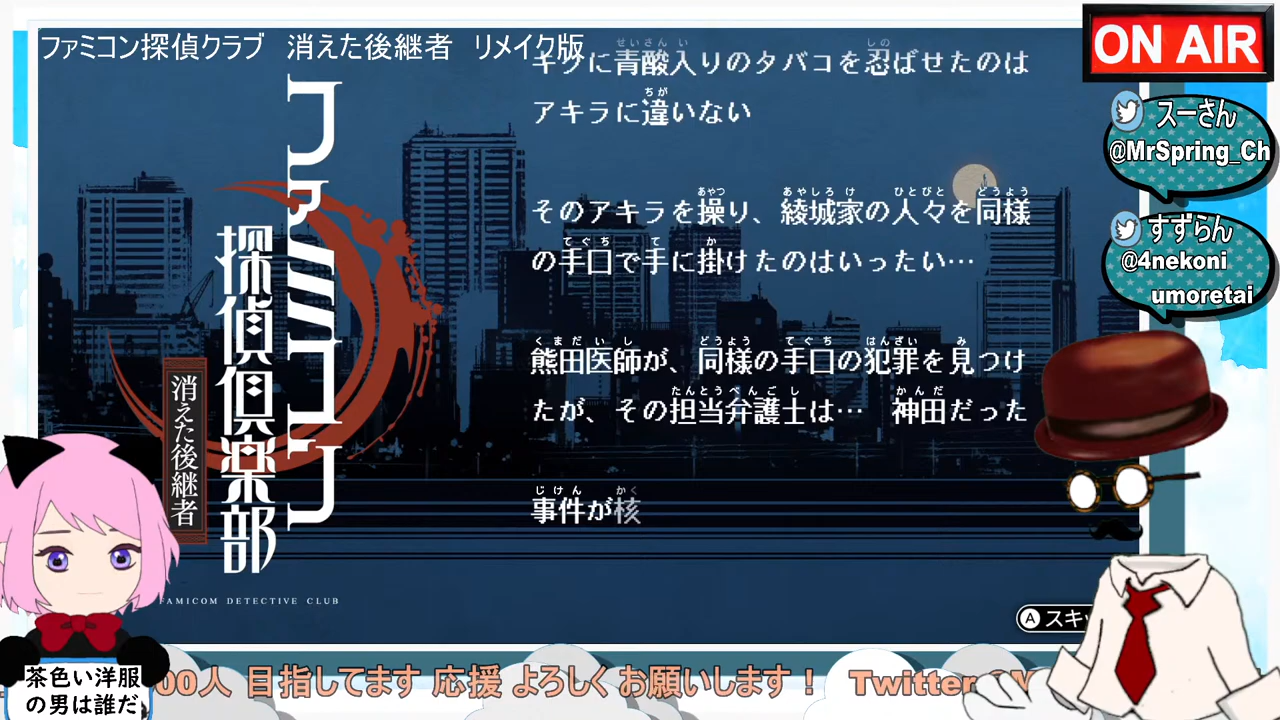 ファミコン探偵クラブ 消えた後継者 リメイク版
ON AIR
キクに青酸入りのタバコを忍ばせたのは
アキラに違いない
そのアキラを操り、綾城家の人々を同様
の手口で手に掛けたのはいったい…
熊田医師が、同様の手口の犯罪を見つけ
たが、その担当弁護士は… 神田だった
事件が核
ファミコン
探偵倶楽部
消えた後継者
FAMICOM DETECTIVE CLUB
スーさん
@MrSpring_Ch
すずらん
@4nekoni
umoretai
A スキッ
茶色い洋服
の男は誰だ
00人 目指してます 応援 よろしく お願いします! Twitter